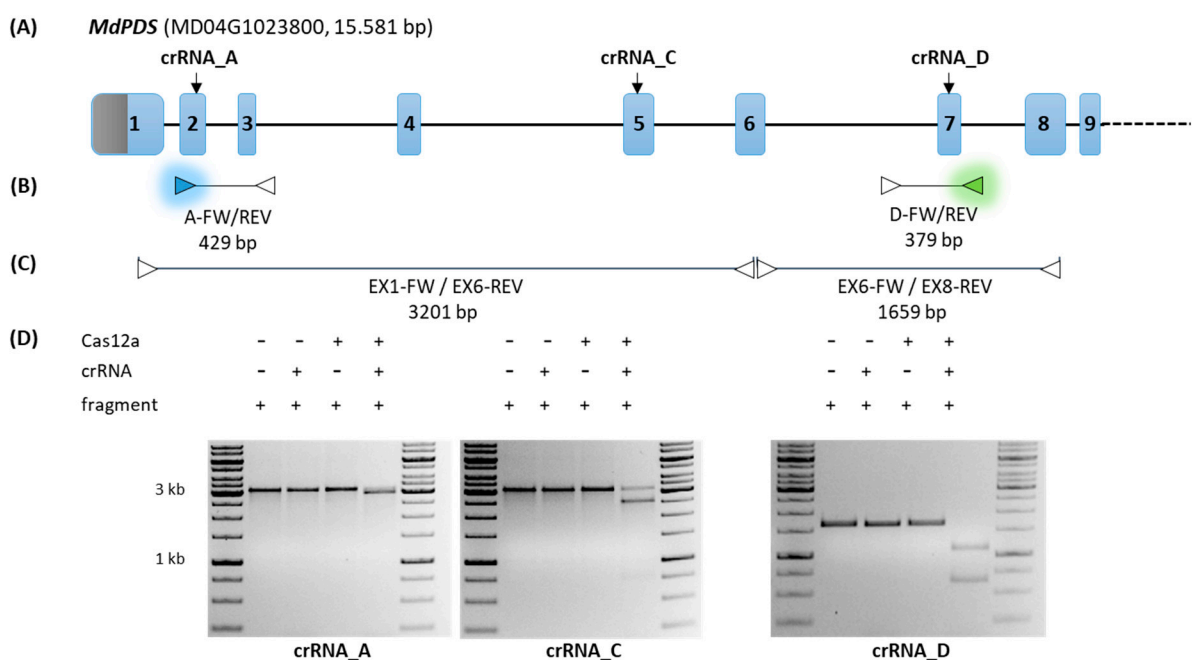 (A) MdPDS (MD04G1023800, 15.581 bp)
crRNA_A crRNA_C crRNA_D
1 2 3 4 5 6 7 8 9
(B)
A-FW/REV D-FW/REV
429 bp 379 bp
(C)
EX1-FW / EX6-REV EX6-FW / EX8-REV
3201 bp 1659 bp
(D) Cas12a - - + + - - + + - - + +
crRNA - + - + - + - + - + - +
fragment + + + + + + + + + + + +
3 kb
1 kb
crRNA_A crRNA_C crRNA_D